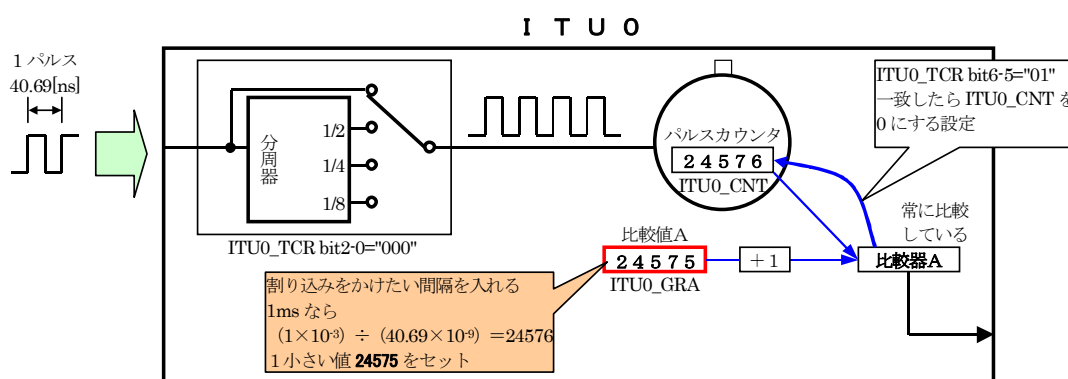 ＩＴＵ０
１パルス
40.69[ns]
分周器
1/2
1/4
1/8
ITU0_TCR bit2-0="000"
パルスカウンタ
２４５７６
ITU0_CNT
ITU0_TCR bit6-5="01"
一致したら ITU0_CNT を
0 にする設定
常に比較
している
比較値A
２４５７５
ITU0_GRA
＋１
比較器A
割り込みをかけたい間隔を入れる
1ms なら
（1×10⁻³）÷（40.69×10⁻⁹）＝24576
１小さい値 24575 をセット